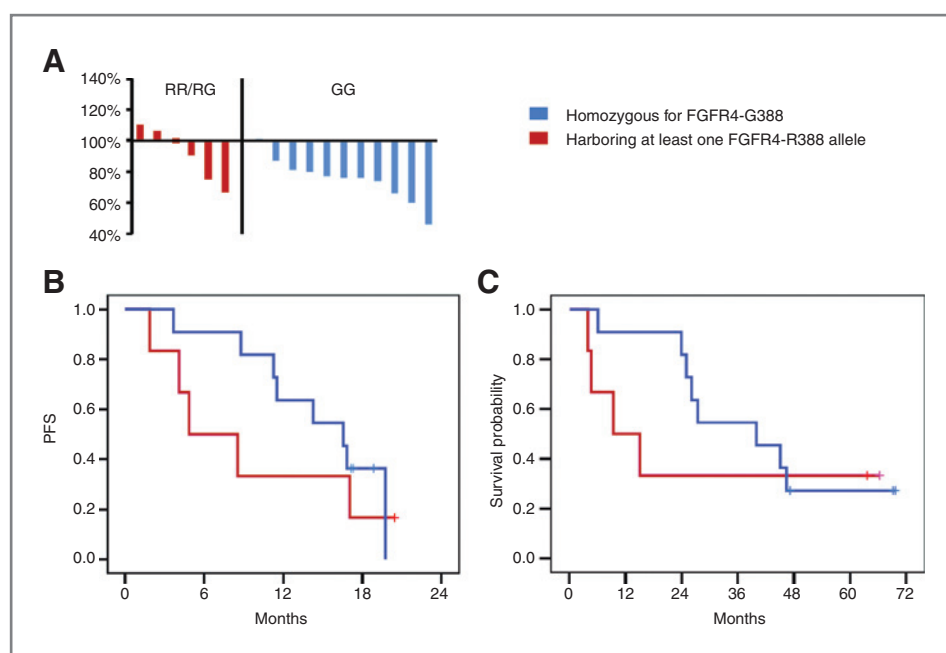 A
140%
120%
100%
80%
60%
40%
RR/RG
GG
Homozygous for FGFR4-G388
Harboring at least one FGFR4-R388 allele
B
PFS
1.0
0.8
0.6
0.4
0.2
0.0
0 6 12 18 24
Months
C
Survival probability
1.0
0.8
0.6
0.4
0.2
0.0
0 12 24 36 48 60 72
Months